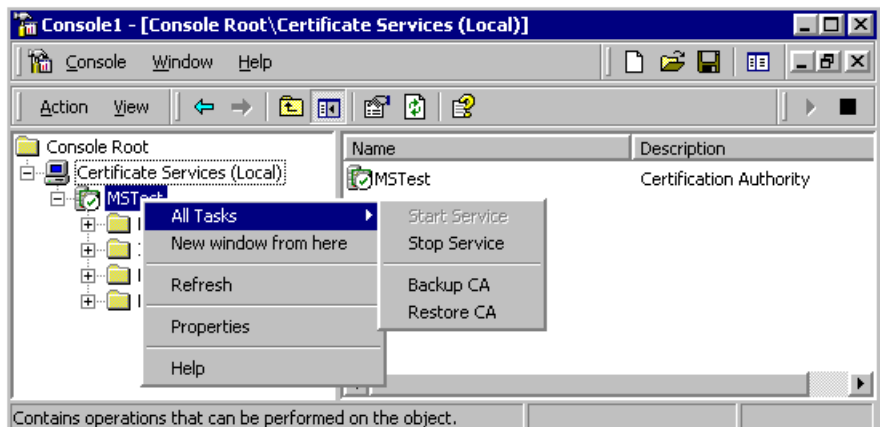 Console1 - [Console Root\Certificate Services (Local)]
Console Window Help
Action View
Console Root
Certificate Services (Local)
MSTest
Name Description
MSTest Certification Authority
All Tasks
New window from here
Refresh
Properties
Help
Start Service
Stop Service
Backup CA
Restore CA
Contains operations that can be performed on the object.